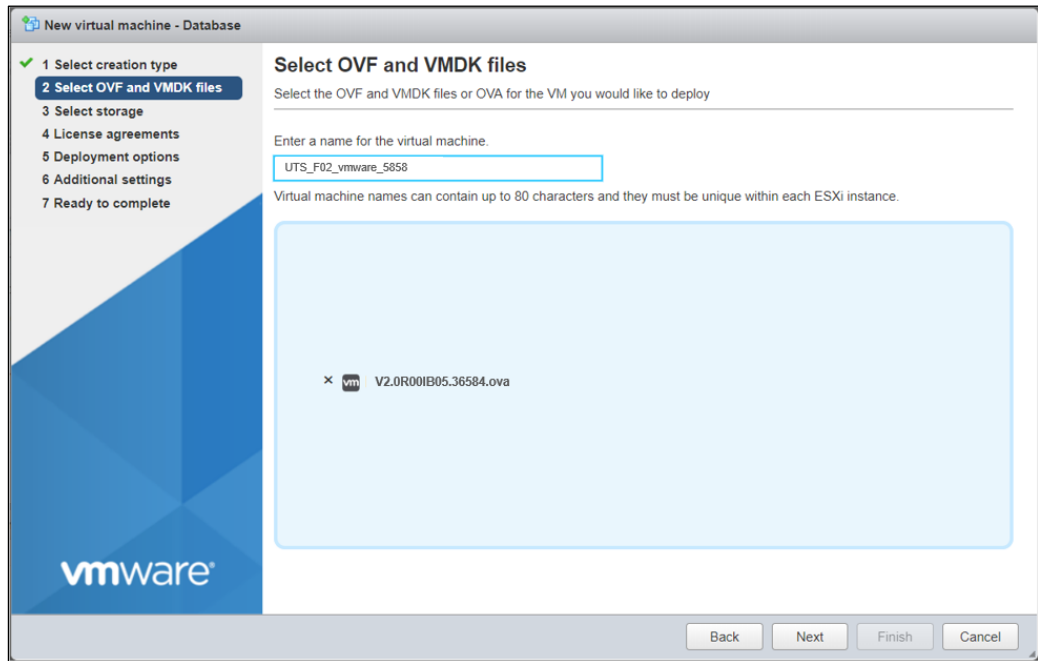 New virtual machine - Database
1 Select creation type
2 Select OVF and VMDK files
3 Select storage
4 License agreements
5 Deployment options
6 Additional settings
7 Ready to complete
vmware®
Select OVF and VMDK files
Select the OVF and VMDK files or OVA for the VM you would like to deploy
Enter a name for the virtual machine.
UTS_F02_vmware_5858
Virtual machine names can contain up to 80 characters and they must be unique within each ESXi instance.
× vm V2.0R00IB05.36584.ova
Back Next Finish Cancel